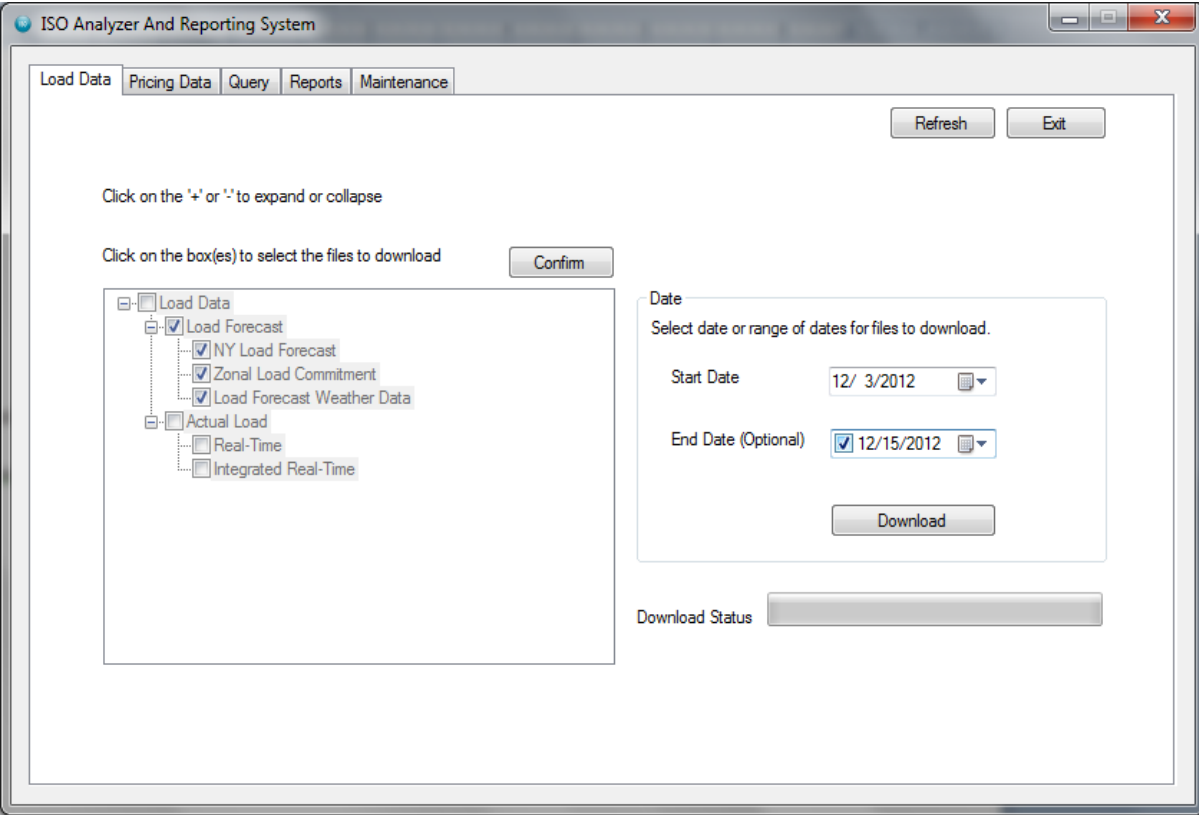 ISO Analyzer And Reporting System
Load Data Pricing Data Query Reports Maintenance
Refresh Exit
Click on the '+' or '-' to expand or collapse
Click on the box(es) to select the files to download
Confirm
Load Data
Load Forecast
NY Load Forecast
Zonal Load Commitment
Load Forecast Weather Data
Actual Load
Real-Time
Integrated Real-Time
Date
Select date or range of dates for files to download.
Start Date 12/ 3/2012
End Date (Optional) 12/15/2012
Download
Download Status